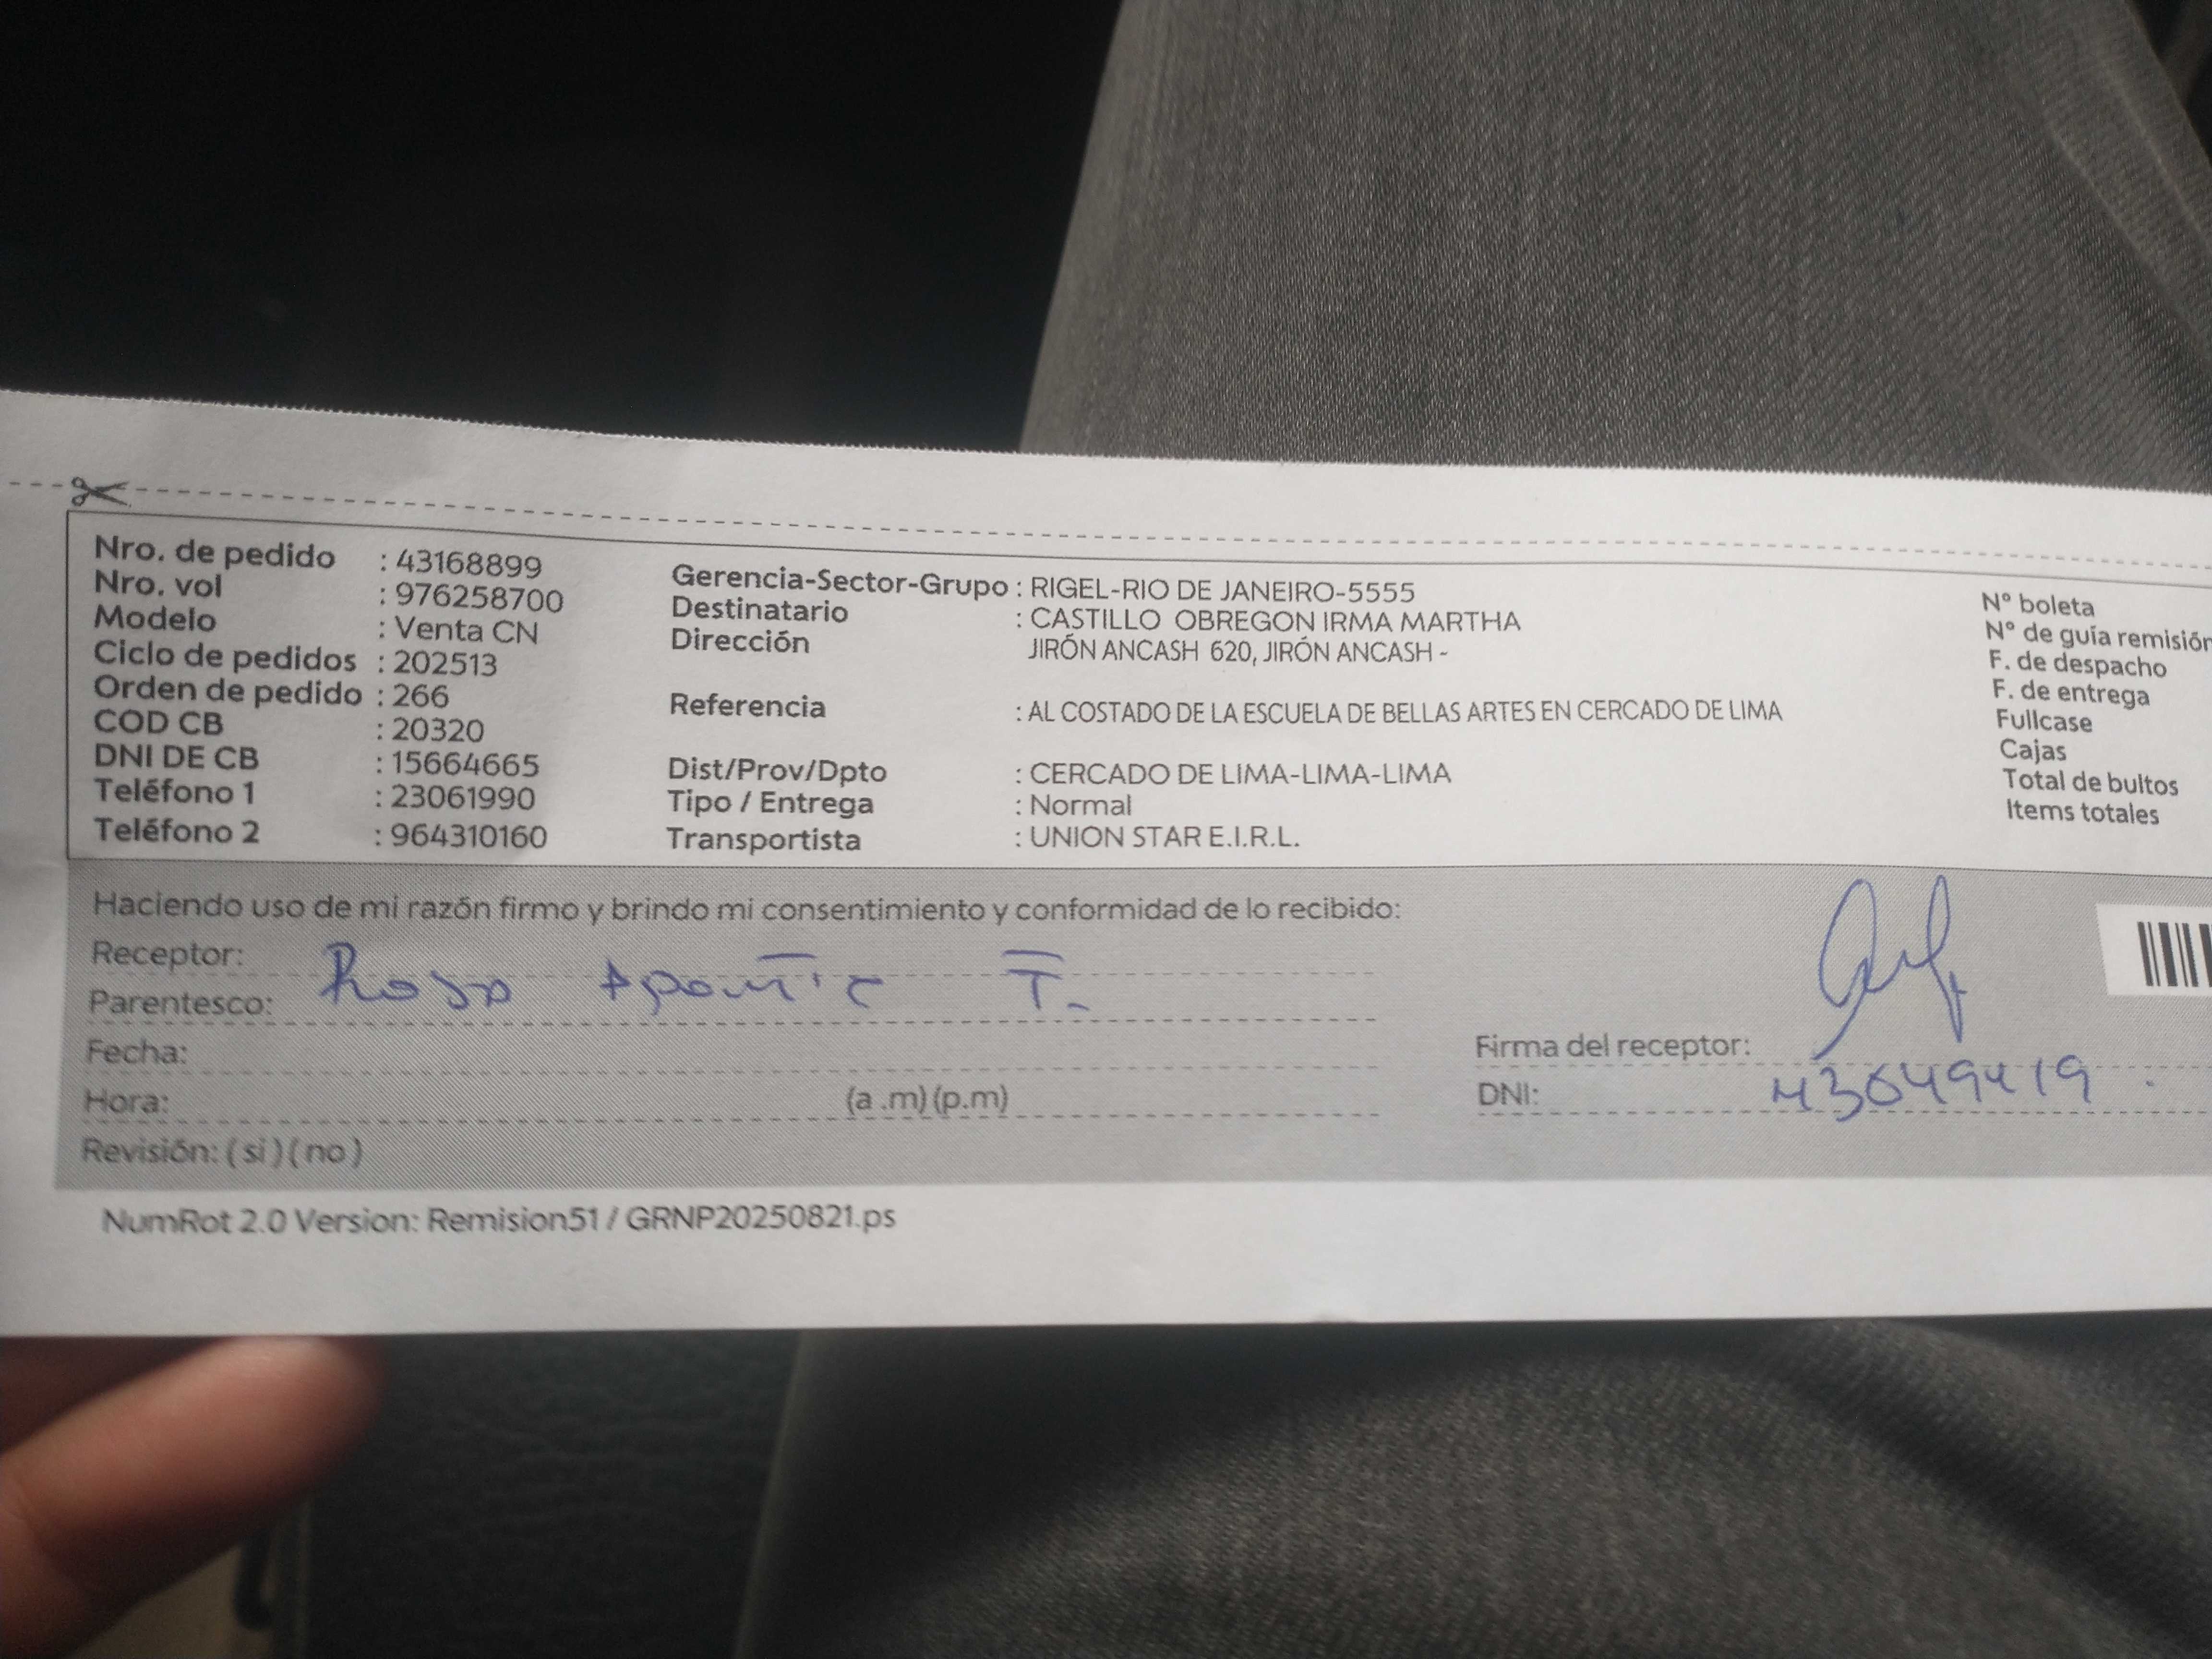 Nro. de pedido : 43168899
Nro. vol : 976258700
Modelo : Venta CN
Ciclo de pedidos : 202513
Orden de pedido : 266
COD CB : 20320
DNI DE CB : 15664665
Teléfono 1 : 23061990
Teléfono 2 : 964310160
Gerencia-Sector-Grupo : RIGEL-RIO DE JANEIRO-5555
Destinatario : CASTILLO OBREGON IRMA MARTHA
Dirección JIRÓN ANCASH 620, JIRÓN ANCASH -
Referencia : AL COSTADO DE LA ESCUELA DE BELLAS ARTES EN CERCADO DE LIMA
Dist/Prov/Dpto : CERCADO DE LIMA-LIMA-LIMA
Tipo / Entrega : Normal
Transportista : UNION STAR E.I.R.L.
N° boleta
N° de guía remisión
F. de despacho
F. de entrega
Fullcase
Cajas
Total de bultos
Items totales
Haciendo uso de mi razón firmo y brindo mi consentimiento y conformidad de lo recibido:
Receptor: Rosa T.
Parentesco:
Fecha:
Hora: (a .m) (p.m)
Revisión: ( si ) ( no )
Firma del receptor:
DNI: 43049419
NumRot 2.0 Version: Remision51 / GRNP20250821.ps